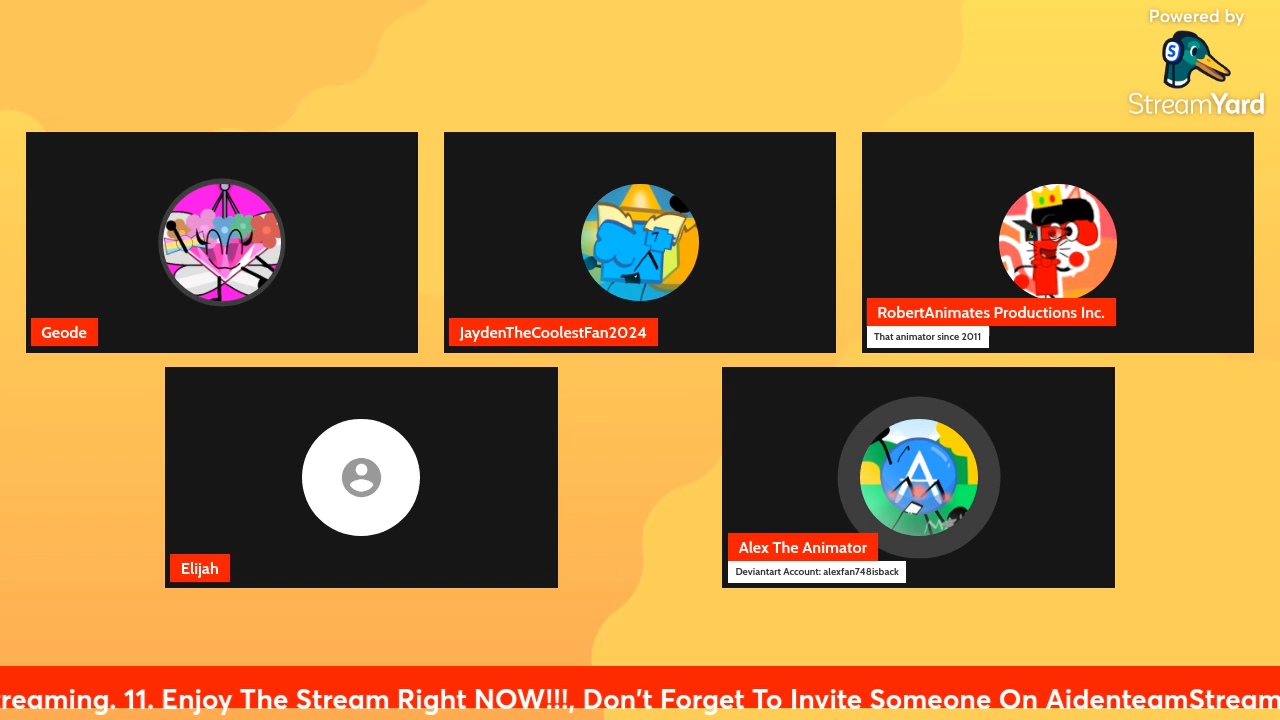 Powered by
StreamYard
Geode
JaydenTheCoolestFan2024
RobertAnimates Productions Inc.
That animator since 2011
Elijah
A
Alex The Animator
Deviantart Account: alexfan748isback
reaming. 11. Enjoy The Stream Right NOW!!!, Don't Forget To Invite Someone On AidenteamStream